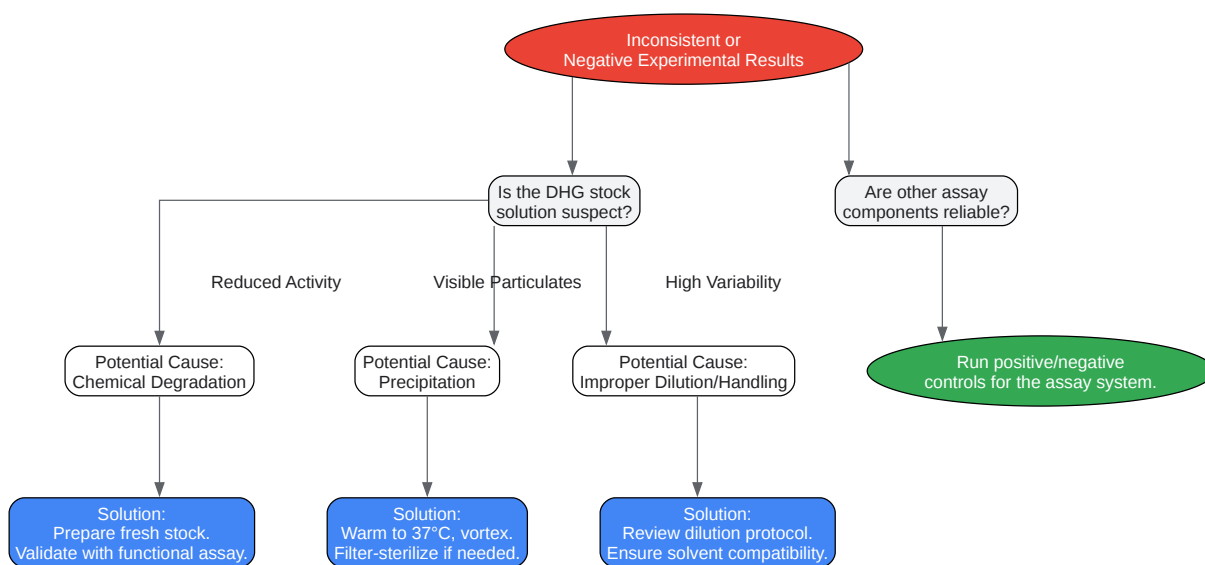 Inconsistent or
Negative Experimental Results
Is the DHG stock
solution suspect?
Are other assay
components reliable?
Reduced Activity
Visible Particulates
High Variability
Potential Cause:
Chemical Degradation
Potential Cause:
Precipitation
Potential Cause:
Improper Dilution/Handling
Run positive/negative
controls for the assay system.
Solution:
Prepare fresh stock.
Validate with functional assay.
Solution:
Warm to 37°C, vortex.
Filter-sterilize if needed.
Solution:
Review dilution protocol.
Ensure solvent compatibility.